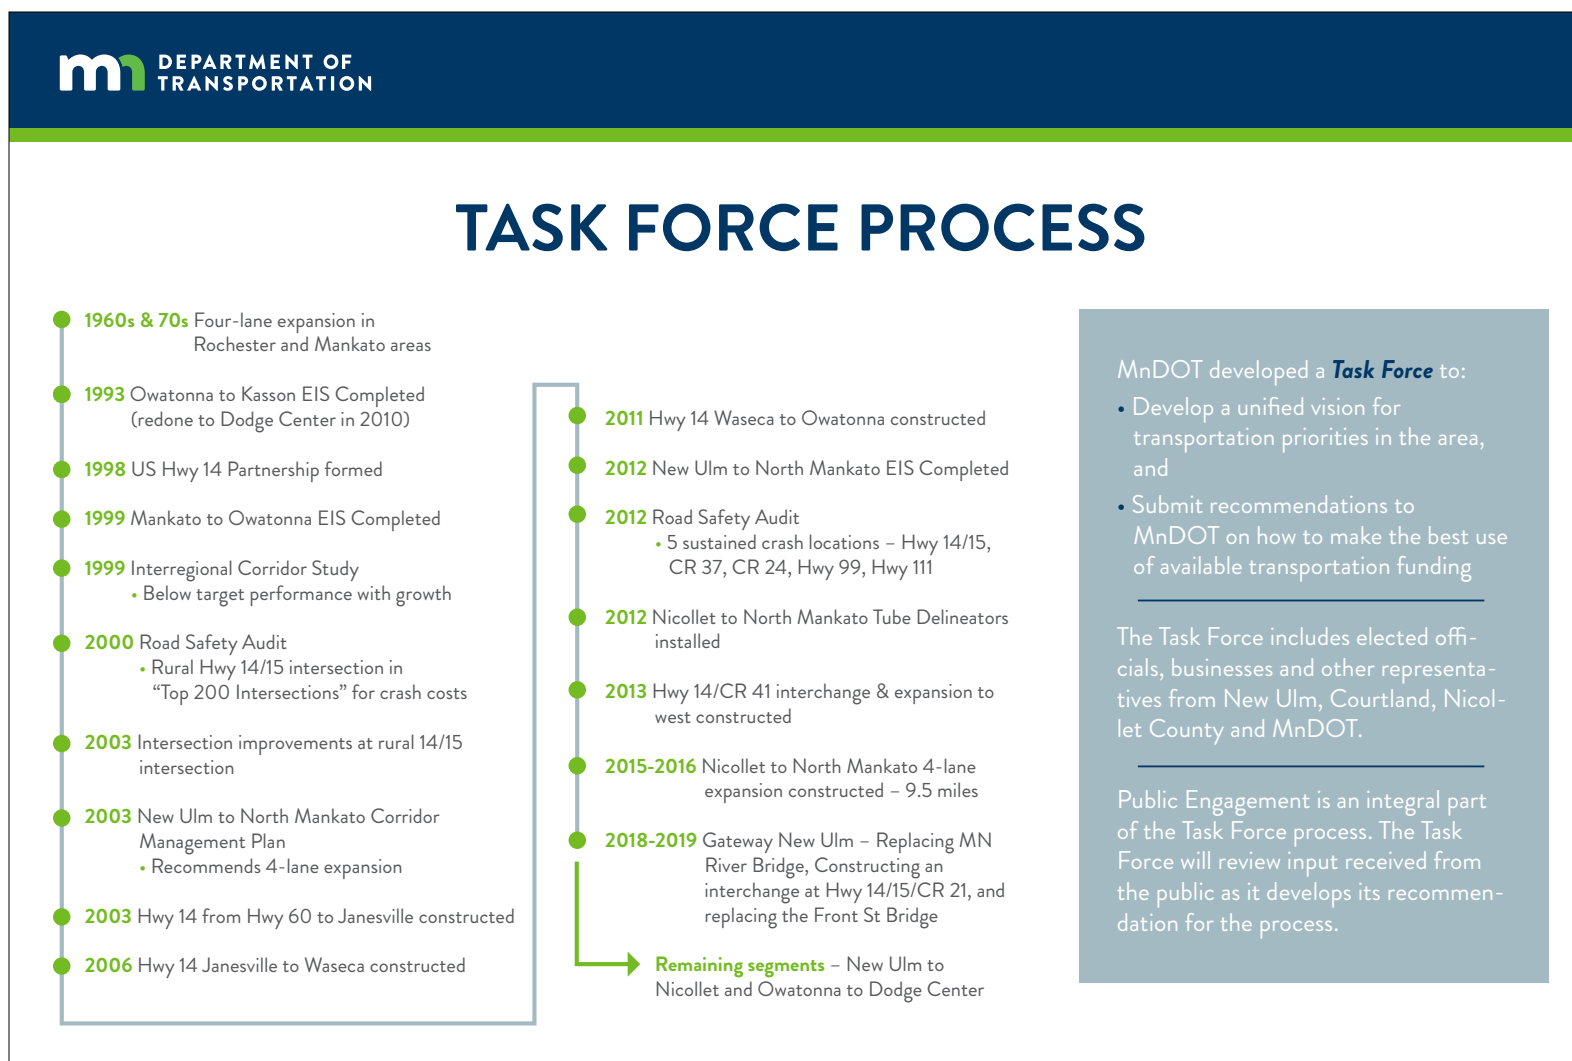 mn DEPARTMENT OF
TRANSPORTATION
TASK FORCE PROCESS
1960s & 70s Four-lane expansion in
Rochester and Mankato areas
1993 Owatonna to Kasson EIS Completed
(redone to Dodge Center in 2010)
1998 US Hwy 14 Partnership formed
1999 Mankato to Owatonna EIS Completed
1999 Interregional Corridor Study
• Below target performance with growth
2000 Road Safety Audit
• Rural Hwy 14/15 intersection in
“Top 200 Intersections” for crash costs
2003 Intersection improvements at rural 14/15
intersection
2003 New Ulm to North Mankato Corridor
Management Plan
• Recommends 4-lane expansion
2003 Hwy 14 from Hwy 60 to Janesville constructed
2006 Hwy 14 Janesville to Waseca constructed
2011 Hwy 14 Waseca to Owatonna constructed
2012 New Ulm to North Mankato EIS Completed
2012 Road Safety Audit
• 5 sustained crash locations – Hwy 14/15,
CR 37, CR 24, Hwy 99, Hwy 111
2012 Nicollet to North Mankato Tube Delineators
installed
2013 Hwy 14/CR 41 interchange & expansion to
west constructed
2015-2016 Nicollet to North Mankato 4-lane
expansion constructed – 9.5 miles
2018-2019 Gateway New Ulm – Replacing MN
River Bridge, Constructing an
interchange at Hwy 14/15/CR 21, and
replacing the Front St Bridge
Remaining segments – New Ulm to
Nicollet and Owatonna to Dodge Center
MnDOT developed a Task Force to:
• Develop a unified vision for
transportation priorities in the area,
and
• Submit recommendations to
MnDOT on how to make the best use
of available transportation funding
The Task Force includes elected offi-
cials, businesses and other representa-
tives from New Ulm, Courtland, Nicol-
let County and MnDOT.
Public Engagement is an integral part
of the Task Force process. The Task
Force will review input received from
the public as it develops its recommen-
dation for the process.